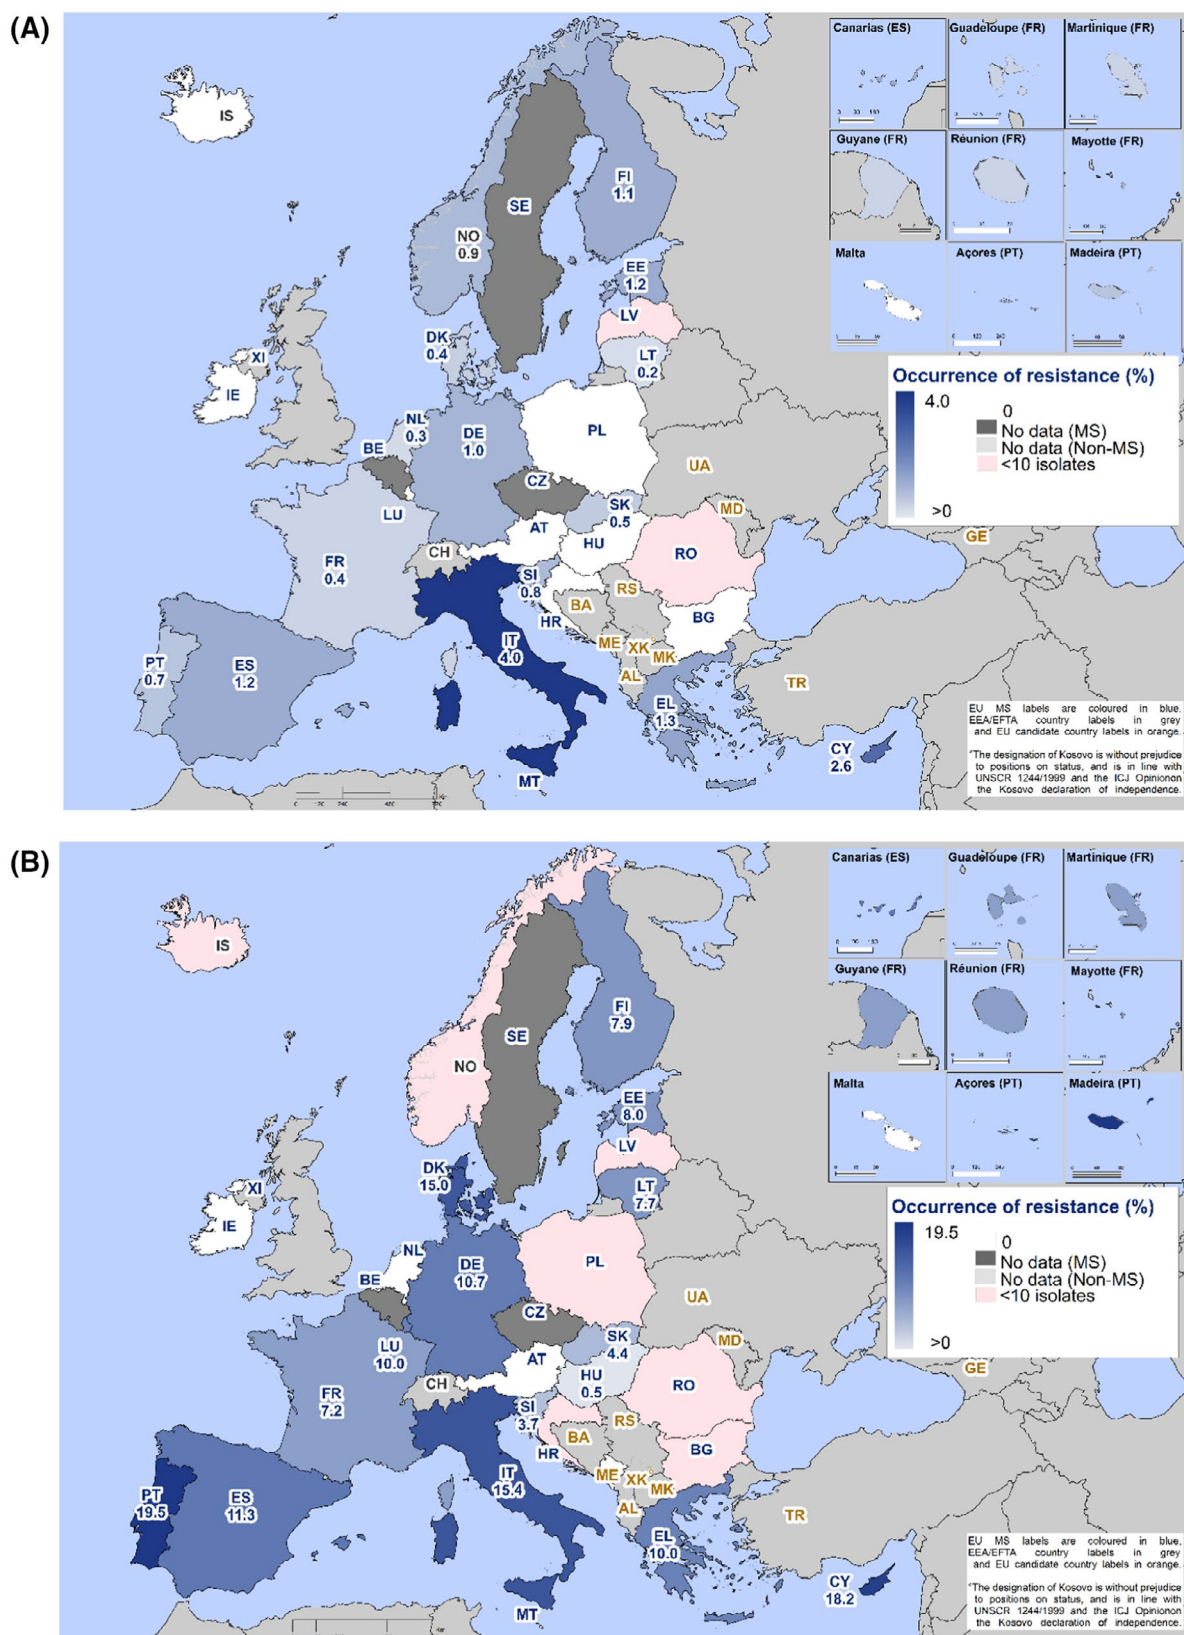 (A)
Canarias (ES)
Guadeloupe (FR)
Martinique (FR)
Guyane (FR)
Réunion (FR)
Mayotte (FR)
Malta
Açores (PT)
Madeira (PT)
IS
FI
1.1
SE
NO
0.9
EE
1.2
LV
DK
0.4
LT
0.2
XI
IE
NL
0.3
DE
1.0
PL
BE
CZ
UA
LU
SK
0.5
MD
AT
HU
CH
RO
GE
FR
0.4
SI
0.8
RS
BA
HR
BG
IT
4.0
ME
XK
MK
AL
PT
0.7
ES
1.2
TR
EL
1.3
CY
2.6
MT
Occurrence of resistance (%)
4.0
0
No data (MS)
No data (Non-MS)
<10 isolates
>0
EU MS labels are coloured in blue.
EEA/EFTA country labels in grey
and EU candidate country labels in orange.
*The designation of Kosovo is without prejudice
to positions on status, and is in line with
UNSCR 1244/1999 and the ICJ Opinionon
the Kosovo declaration of independence.
(B)
Canarias (ES)
Guadeloupe (FR)
Martinique (FR)
Guyane (FR)
Réunion (FR)
Mayotte (FR)
Malta
Açores (PT)
Madeira (PT)
IS
FI
7.9
SE
NO
EE
8.0
LV
DK
15.0
LT
7.7
XI
IE
NL
DE
10.7
PL
BE
CZ
UA
LU
10.0
SK
4.4
MD
AT
HU
0.5
CH
RO
GE
FR
7.2
SI
3.7
RS
BA
HR
BG
IT
15.4
ME
XK
MK
AL
PT
19.5
ES
11.3
TR
EL
10.0
CY
18.2
MT
Occurrence of resistance (%)
19.5
0
No data (MS)
No data (Non-MS)
<10 isolates
>0
EU MS labels are coloured in blue,
EEA/EFTA country labels in grey
and EU candidate country labels in orange.
*The designation of Kosovo is without prejudice
to positions on status, and is in line with
UNSCR 1244/1999 and the ICJ Opinionon
the Kosovo declaration of independence.